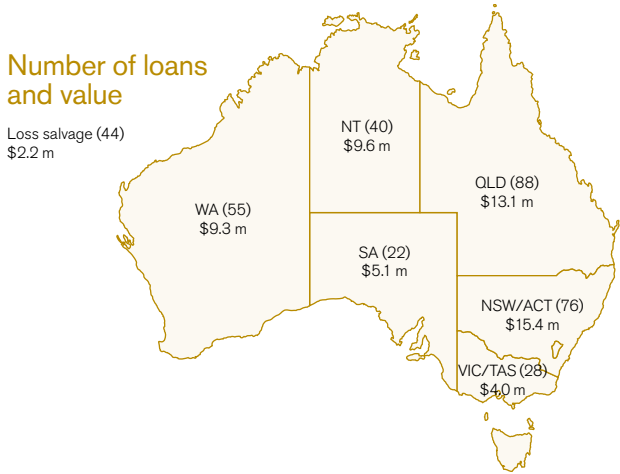 Number of loans
and value
Loss salvage (44)
$2.2 m
NT (40)
$9.6 m
QLD (88)
$13.1 m
WA (55)
$9.3 m
SA (22)
$5.1 m
NSW/ACT (76)
$15.4 m
VIC/TAS (28)
$4.0 m